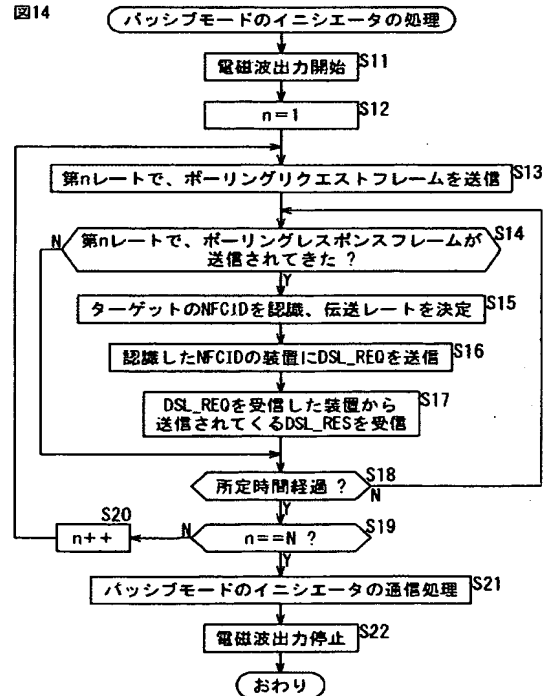 図14
パッシブモードのイニシエータの処理
電磁波出力開始
S11
n=1
S12
第nレートで、ポーリングリクエストフレームを送信
S13
第nレートで、ポーリングレスポンスフレームが
送信されてきた ?
S14
N
Y
ターゲットのNFCIDを認識、伝送レートを決定
S15
認識したNFCIDの装置にDSL_REQを送信
S16
DSL_REQを受信した装置から
送信されてくるDSL_RESを受信
S17
所定時間経過 ?
S18
N
Y
n==N ?
S19
N
S20
n++
Y
パッシブモードのイニシエータの通信処理
S21
電磁波出力停止
S22
おわり